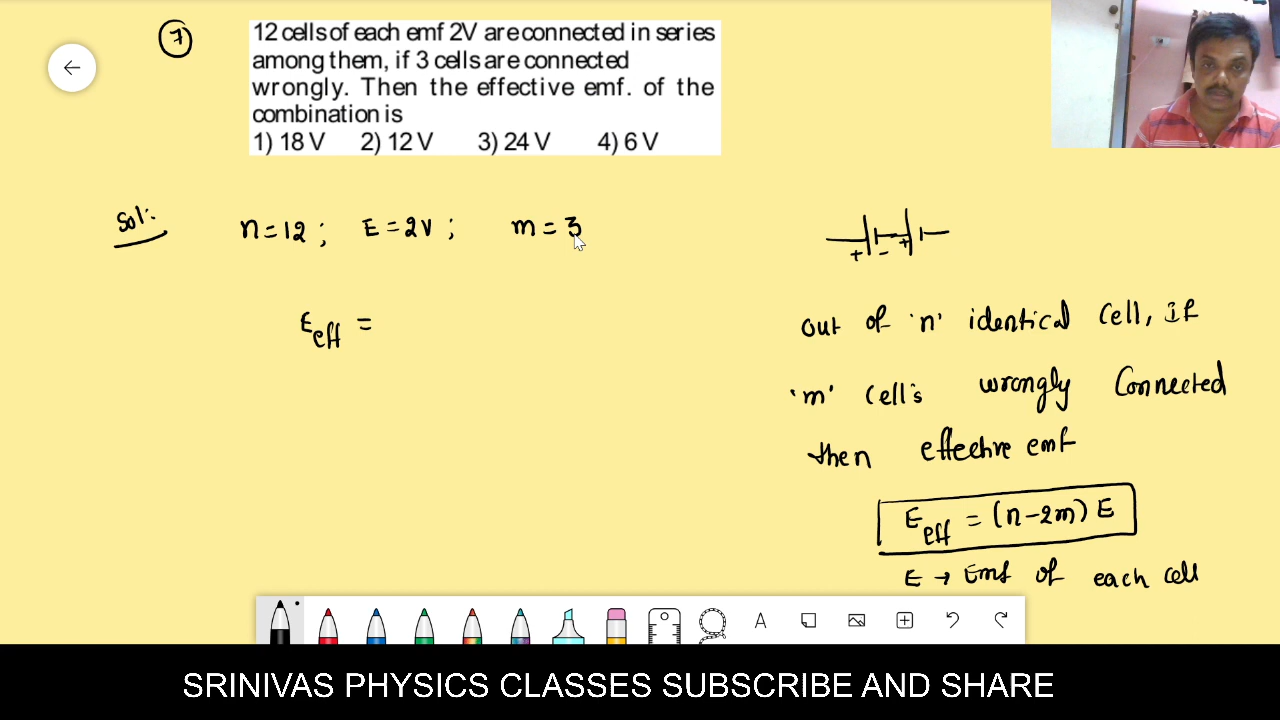 7
12 cells of each emf 2V are connected in series
among them, if 3 cells are connected
wrongly. Then the effective emf. of the
combination is
1) 18 V 2) 12 V 3) 24 V 4) 6 V
Sol:
n = 12 ; E = 2V ; m = 3
E eff =
+ - +
out of 'n' identical cell, if
'm' cell's wrongly connected
then effective emf
E eff = (n-2m) E
E → Emf of each cell
A
SRINIVAS PHYSICS CLASSES SUBSCRIBE AND SHARE